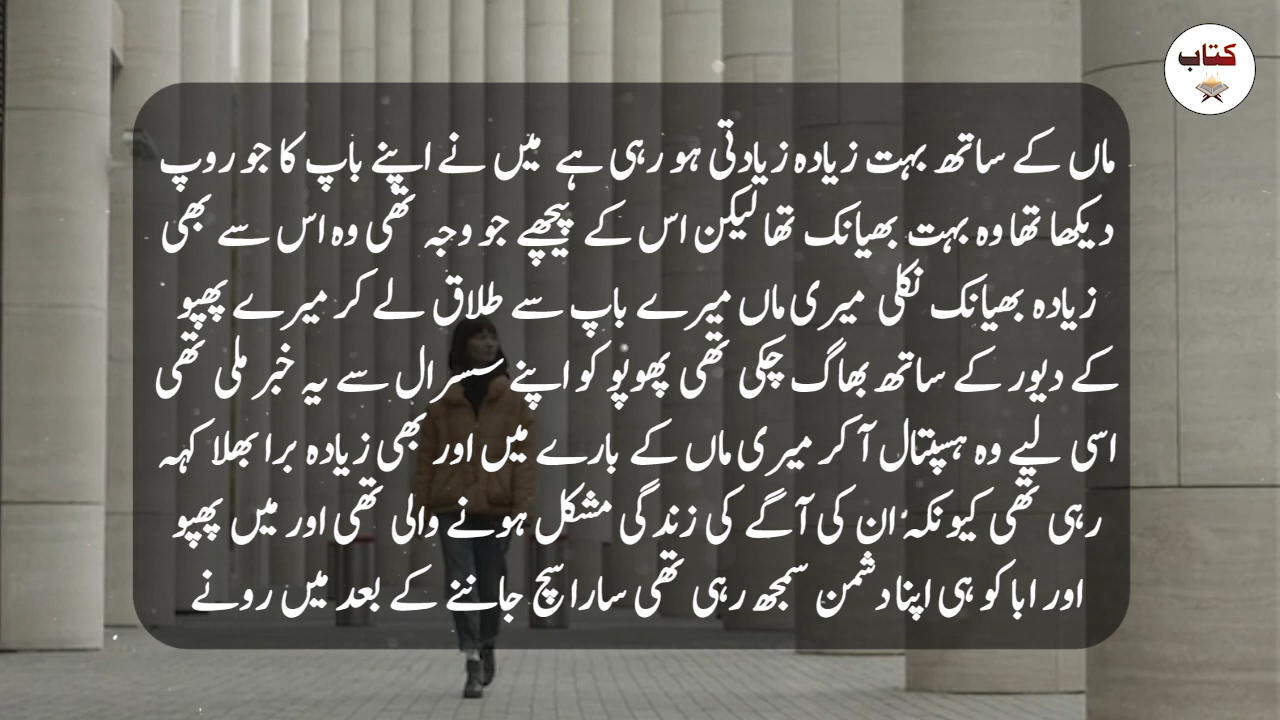 کتاب
ماں کے ساتھ بہت زیادہ زیادتی ہو رہی ہے میں نے اپنے باپ کا جو روپ
دیکھا تھا وہ بہت بھیانک تھا لیکن اس کے پیچھے جو وجہ تھی وہ اس سے بھی
زیادہ بھیانک نکلی میری ماں میرے باپ سے طلاق لے کر میرے پھپو
کے دیور کے ساتھ بھاگ چکی تھی پھوپو کو اپنے سسرال سے یہ خبر ملی تھی
اسی لیے وہ ہسپتال آ کر میری ماں کے بارے میں اور بھی زیادہ برا بھلا کہہ
رہی تھی کیونکہ ان کی آگے کی زندگی مشکل ہونے والی تھی اور میں پھپو
اور ابا کو ہی اپنا دشمن سمجھ رہی تھی سارا سچ جاننے کے بعد میں رونے